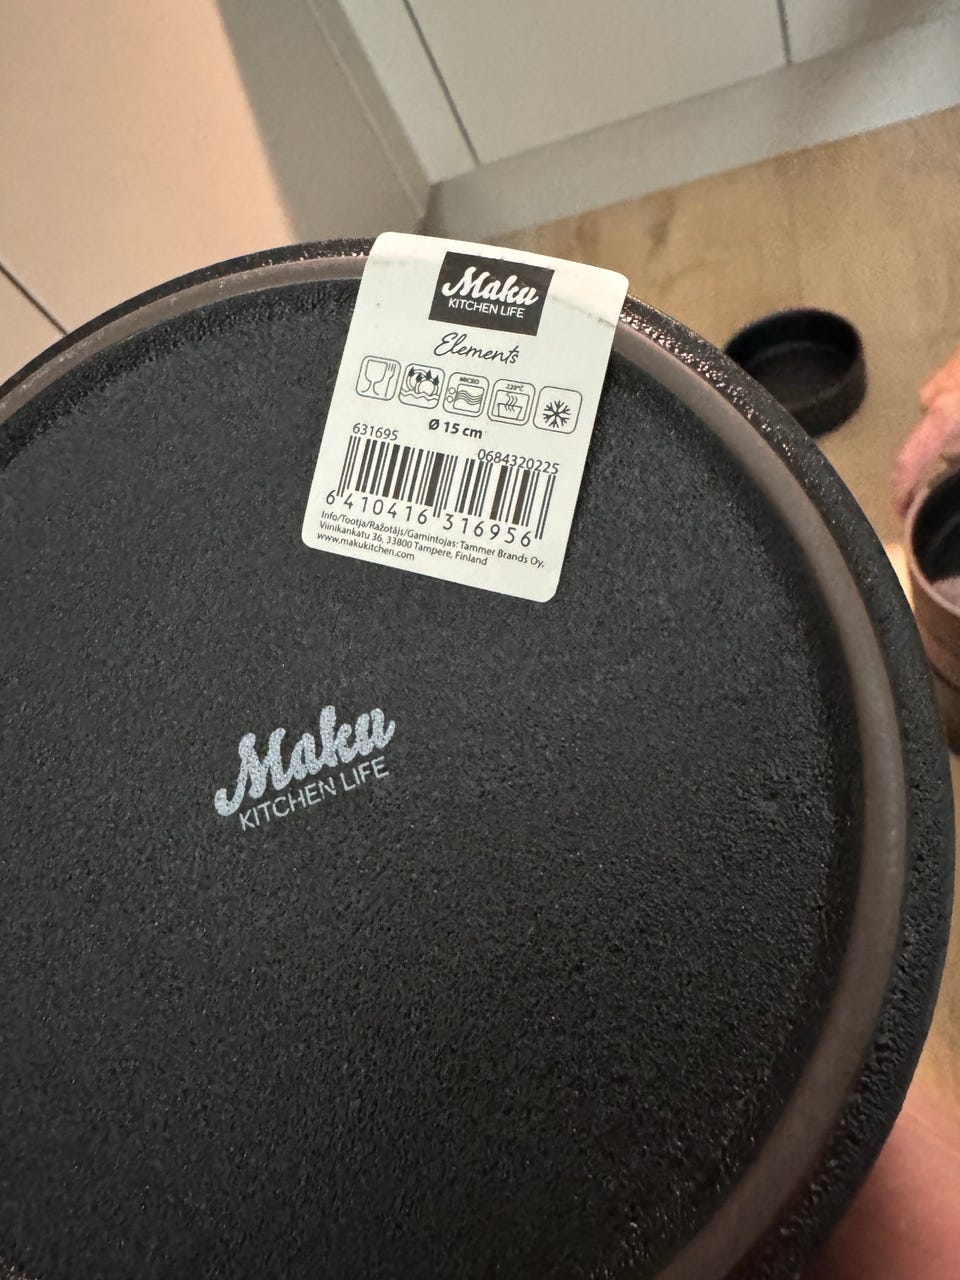 Maku
KITCHEN LIFE
Elements
MICRO
220°C
Ø 15 cm
631695
0684320225
6 410416 316956
Info/Tootja/Ražotājs/Gamintojas: Tammer Brands Oy,
Viinikankatu 36, 33800 Tampere, Finland
www.makukitchen.com
Maku
KITCHEN LIFE